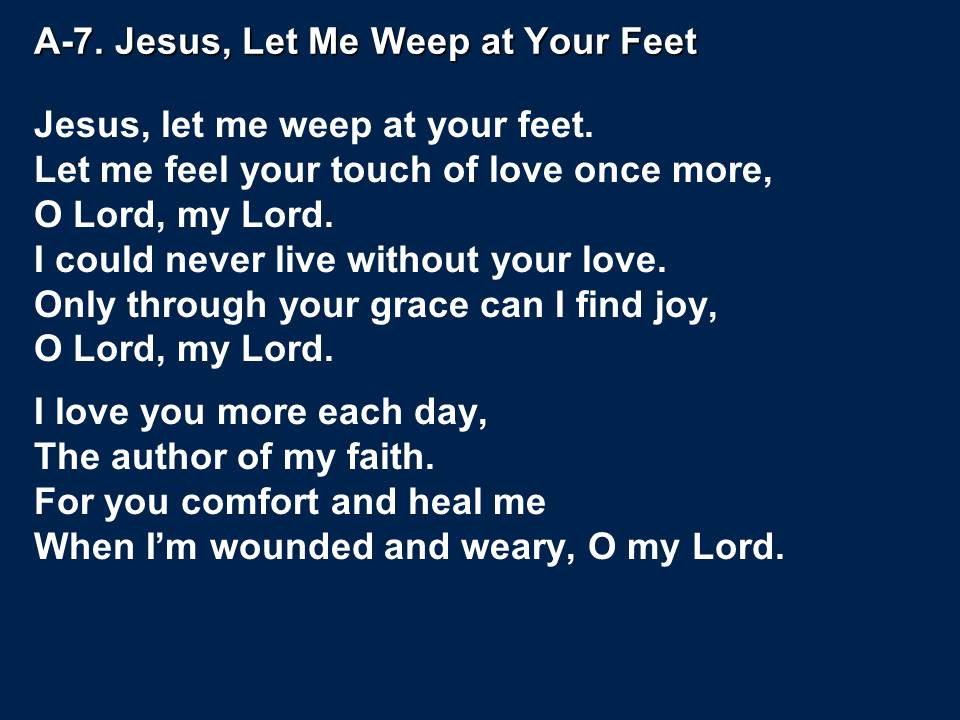 A-7. Jesus, Let Me Weep at Your Feet
Jesus, let me weep at your feet.
Let me feel your touch of love once more,
O Lord, my Lord.
I could never live without your love.
Only through your grace can I find joy,
O Lord, my Lord.
I love you more each day,
The author of my faith.
For you comfort and heal me
When I’m wounded and weary, O my Lord.